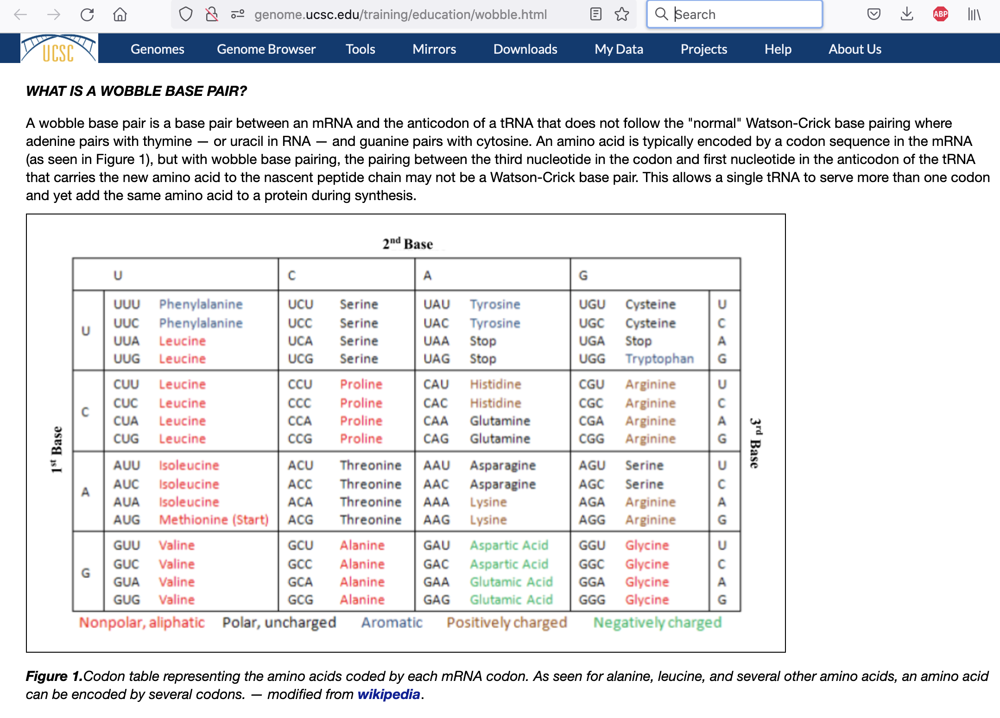 genome.ucsc.edu/training/education/wobble.html
Search
ABP
UCSC
Genomes Genome Browser Tools Mirrors Downloads My Data Projects Help About Us
WHAT IS A WOBBLE BASE PAIR?
A wobble base pair is a base pair between an mRNA and the anticodon of a tRNA that does not follow the "normal" Watson-Crick base pairing where
adenine pairs with thymine — or uracil in RNA — and guanine pairs with cytosine. An amino acid is typically encoded by a codon sequence in the mRNA
(as seen in Figure 1), but with wobble base pairing, the pairing between the third nucleotide in the codon and first nucleotide in the anticodon of the tRNA
that carries the new amino acid to the nascent peptide chain may not be a Watson-Crick base pair. This allows a single tRNA to serve more than one codon
and yet add the same amino acid to a protein during synthesis.
2nd Base
U C A G
UUU Phenylalanine UCU Serine UAU Tyrosine UGU Cysteine U
UUC Phenylalanine UCC Serine UAC Tyrosine UGC Cysteine C
U
UUA Leucine UCA Serine UAA Stop UGA Stop A
UUG Leucine UCG Serine UAG Stop UGG Tryptophan G
CUU Leucine CCU Proline CAU Histidine CGU Arginine U
CUC Leucine CCC Proline CAC Histidine CGC Arginine C
C
CUA Leucine CCA Proline CAA Glutamine CGA Arginine A
CUG Leucine CCG Proline CAG Glutamine CGG Arginine G
1st Base
3rd Base
AUU Isoleucine ACU Threonine AAU Asparagine AGU Serine U
AUC Isoleucine ACC Threonine AAC Asparagine AGC Serine C
A
AUA Isoleucine ACA Threonine AAA Lysine AGA Arginine A
AUG Methionine (Start) ACG Threonine AAG Lysine AGG Arginine G
GUU Valine GCU Alanine GAU Aspartic Acid GGU Glycine U
GUC Valine GCC Alanine GAC Aspartic Acid GGC Glycine C
G
GUA Valine GCA Alanine GAA Glutamic Acid GGA Glycine A
GUG Valine GCG Alanine GAG Glutamic Acid GGG Glycine G
Nonpolar, aliphatic Polar, uncharged Aromatic Positively charged Negatively charged
Figure 1.Codon table representing the amino acids coded by each mRNA codon. As seen for alanine, leucine, and several other amino acids, an amino acid
can be encoded by several codons. — modified from wikipedia.